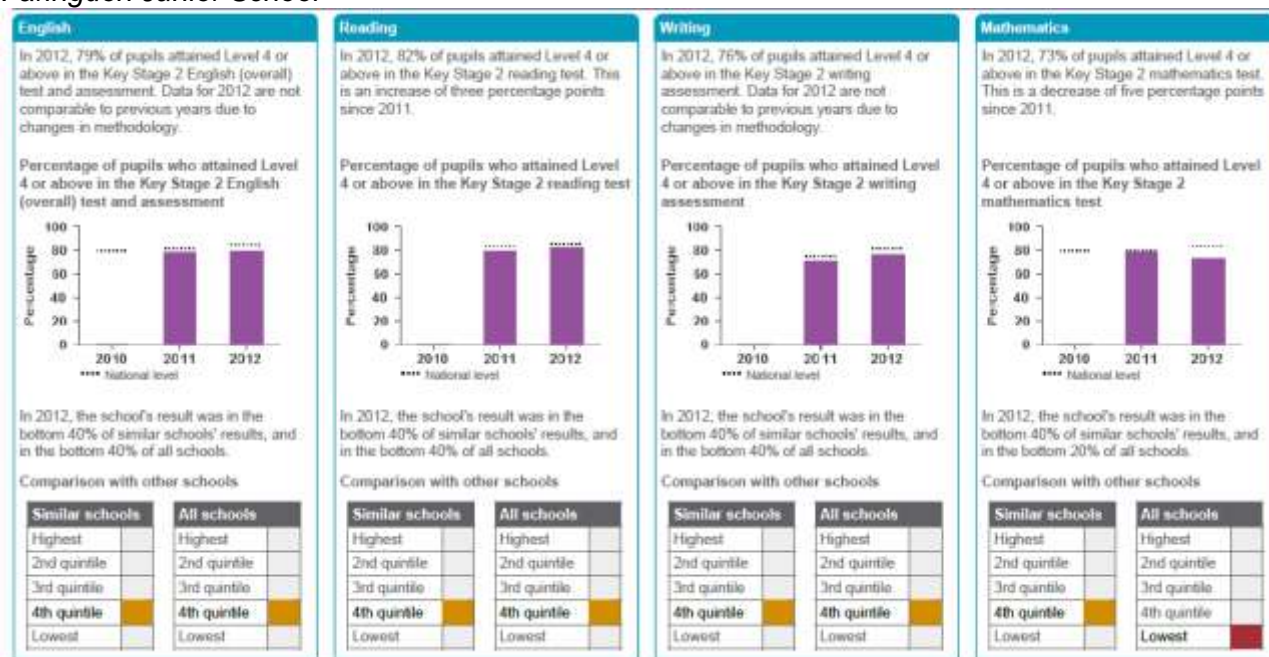 Junior School
English
In 2012, 79% of pupils attained Level 4 or
above in the Key Stage 2 English (overall)
test and assessment. Data for 2012 are not
comparable to previous years due to
changes in methodology.
Percentage of pupils who attained Level
4 or above in the Key Stage 2 English
(overall) test and assessment
Percentage
100
80
60
40
20
0
2010 2011 2012
National level
In 2012, the school's result was in the
bottom 40% of similar schools' results, and
in the bottom 40% of all schools.
Comparison with other schools
Similar schools
Highest
2nd quintile
3rd quintile
4th quintile
Lowest
All schools
Highest
2nd quintile
3rd quintile
4th quintile
Lowest
Reading
In 2012, 82% of pupils attained Level 4 or
above in the Key Stage 2 reading test. This
is an increase of three percentage points
since 2011.
Percentage of pupils who attained Level
4 or above in the Key Stage 2 reading test
Percentage
100
80
60
40
20
0
2010 2011 2012
National level
In 2012, the school's result was in the
bottom 40% of similar schools' results, and
in the bottom 40% of all schools.
Comparison with other schools
Similar schools
Highest
2nd quintile
3rd quintile
4th quintile
Lowest
All schools
Highest
2nd quintile
3rd quintile
4th quintile
Lowest
Writing
In 2012, 76% of pupils attained Level 4 or
above in the Key Stage 2 writing
assessment. Data for 2012 are not
comparable to previous years due to
changes in methodology.
Percentage of pupils who attained Level
4 or above in the Key Stage 2 writing
assessment
Percentage
100
80
60
40
20
0
2010 2011 2012
National level
In 2012, the school's result was in the
bottom 40% of similar schools' results, and
in the bottom 40% of all schools.
Comparison with other schools
Similar schools
Highest
2nd quintile
3rd quintile
4th quintile
Lowest
All schools
Highest
2nd quintile
3rd quintile
4th quintile
Lowest
Mathematics
In 2012, 73% of pupils attained Level 4 or
above in the Key Stage 2 mathematics test.
This is a decrease of five percentage points
since 2011.
Percentage of pupils who attained Level
4 or above in the Key Stage 2
mathematics test
Percentage
100
80
60
40
20
0
2010 2011 2012
National level
In 2012, the school's result was in the
bottom 40% of similar schools' results, and
in the bottom 20% of all schools.
Comparison with other schools
Similar schools
Highest
2nd quintile
3rd quintile
4th quintile
Lowest
All schools
Highest
2nd quintile
3rd quintile
4th quintile
Lowest